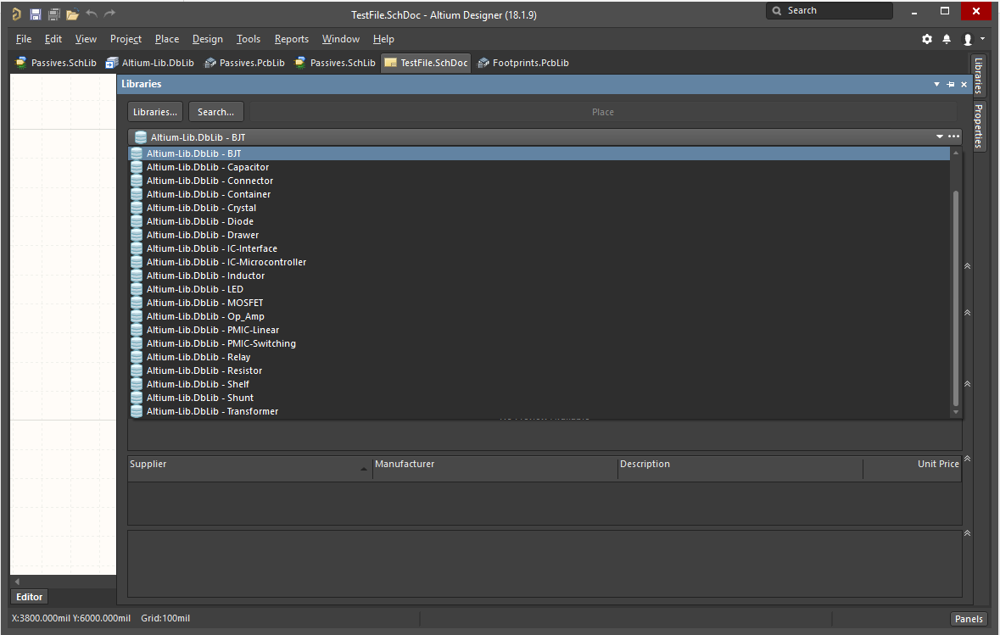 TestFile.SchDoc - Altium Designer (18.1.9)
Search
File Edit View Project Place Design Tools Reports Window Help
Passives.SchLib Altium-Lib.DbLib Passives.PcbLib Passives.SchLib TestFile.SchDoc Footprints.PcbLib
Libraries
Libraries
Properties
Libraries... Search... Place
Altium-Lib.DbLib - BJT
Altium-Lib.DbLib - BJT
Altium-Lib.DbLib - Capacitor
Altium-Lib.DbLib - Connector
Altium-Lib.DbLib - Container
Altium-Lib.DbLib - Crystal
Altium-Lib.DbLib - Diode
Altium-Lib.DbLib - Drawer
Altium-Lib.DbLib - IC-Interface
Altium-Lib.DbLib - IC-Microcontroller
Altium-Lib.DbLib - Inductor
Altium-Lib.DbLib - LED
Altium-Lib.DbLib - MOSFET
Altium-Lib.DbLib - Op_Amp
Altium-Lib.DbLib - PMIC-Linear
Altium-Lib.DbLib - PMIC-Switching
Altium-Lib.DbLib - Relay
Altium-Lib.DbLib - Resistor
Altium-Lib.DbLib - Shelf
Altium-Lib.DbLib - Shunt
Altium-Lib.DbLib - Transformer
Supplier Manufacturer Description Unit Price
Editor
X:3800.000mil Y:6000.000mil Grid:100mil
Panels